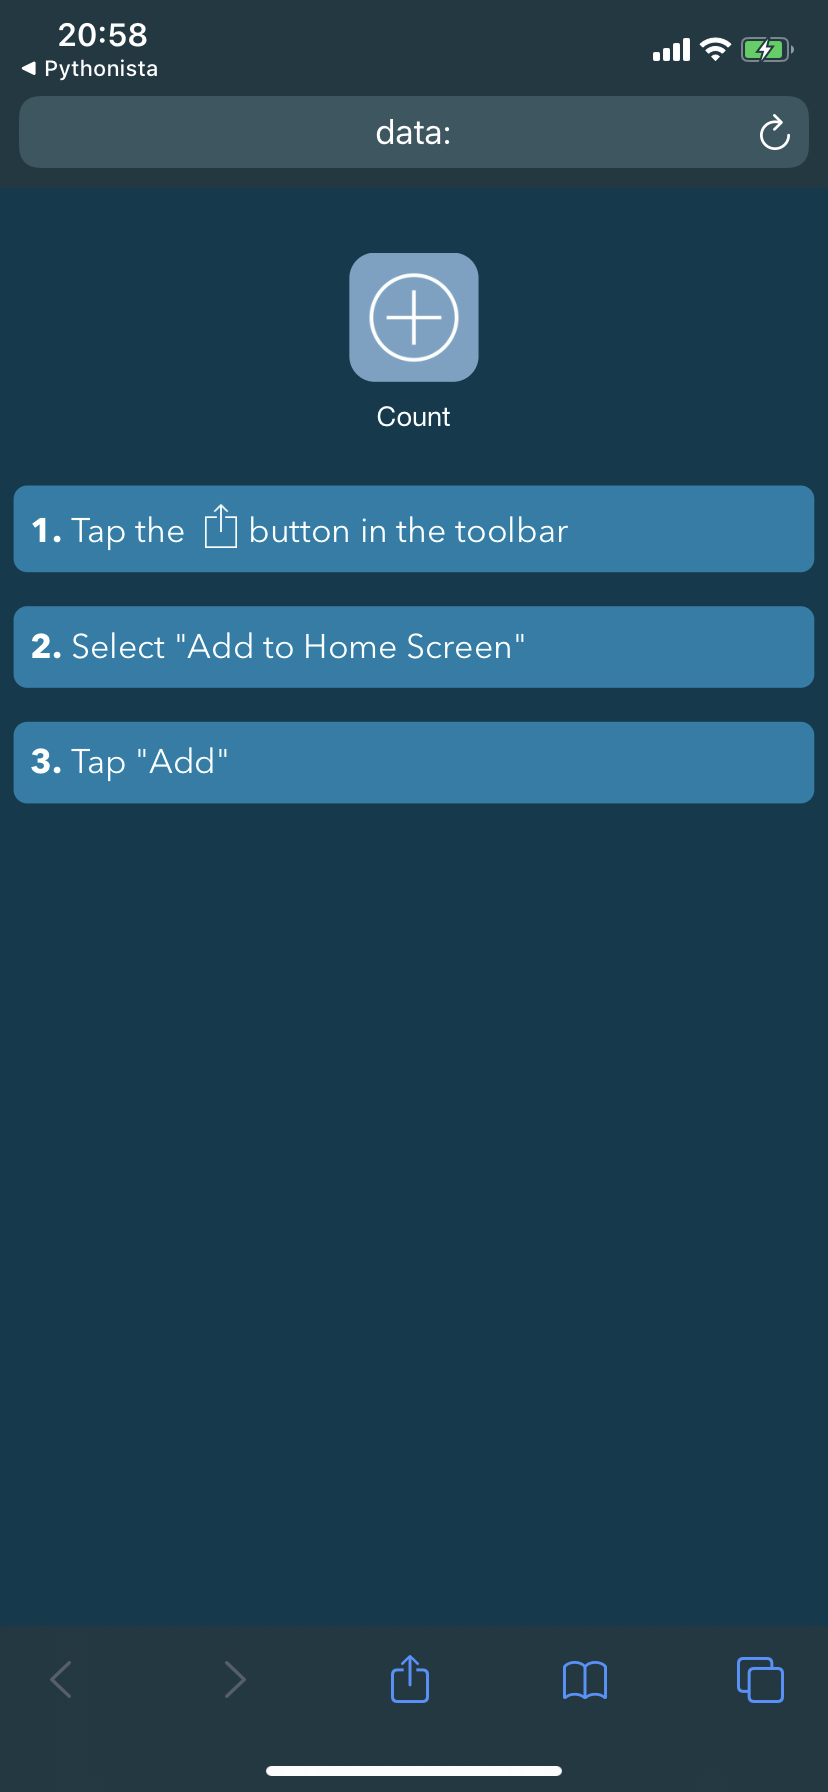 20:58
◀ Pythonista
data:
Count
1. Tap the button in the toolbar
2. Select "Add to Home Screen"
3. Tap "Add"